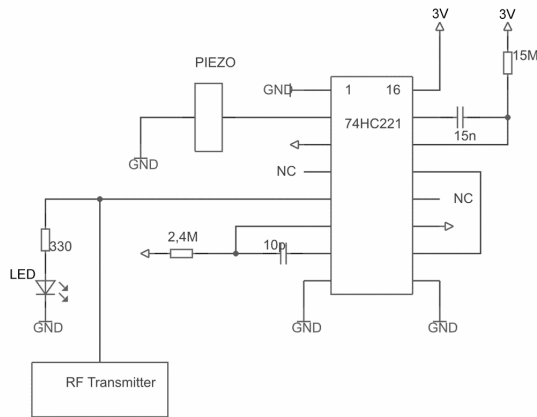 3V
3V
15M
PIEZO
GND
1
16
74HC221
15n
GND
NC
NC
2,4M
10p
330
LED
GND
GND
GND
RF Transmitter